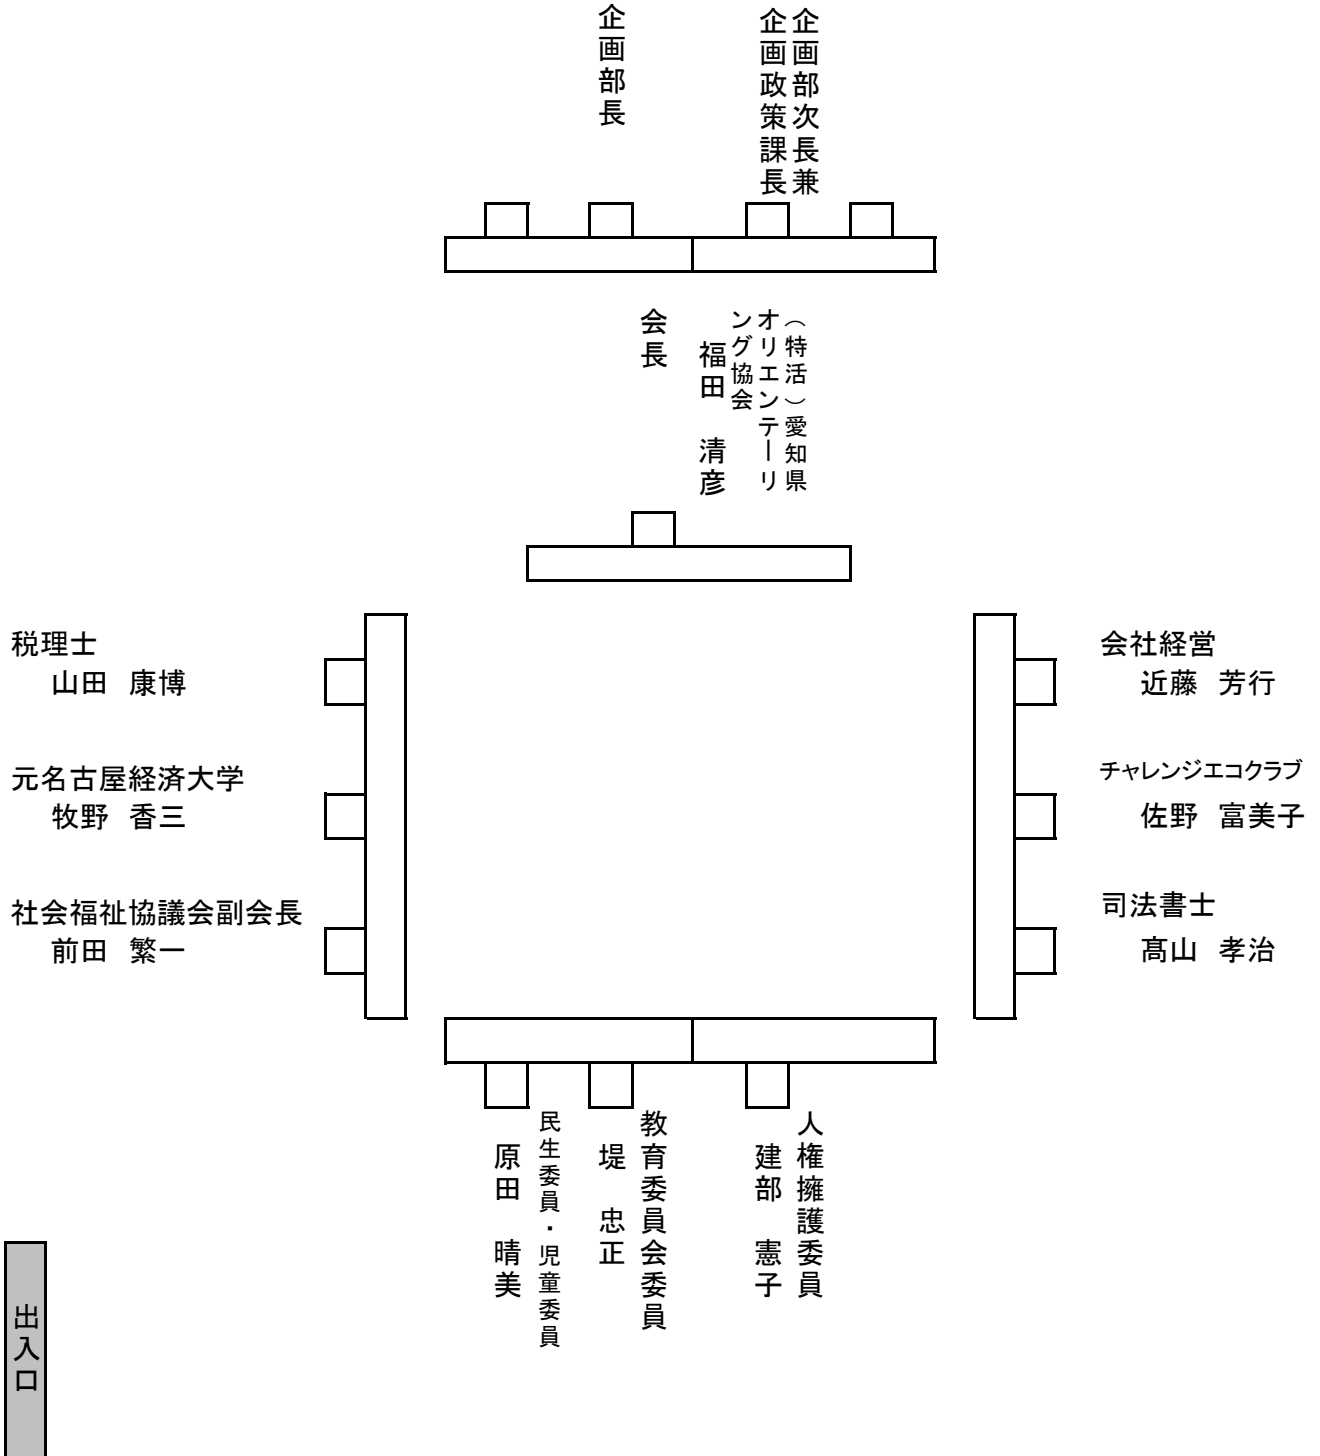 企画部長
企画部次長兼
企画政策課長
会長
（特活）愛知県
オリエンテーリ
ング協会
福田　清彦
税理士
山田　康博
元名古屋経済大学
牧野　香三
社会福祉協議会副会長
前田　繁一
会社経営
近藤　芳行
チャレンジエコクラブ
佐野　富美子
司法書士
髙山　孝治
人権擁護委員
建部　憲子
教育委員会委員
堤　忠正
民生委員・児童委員
原田　晴美
出入口